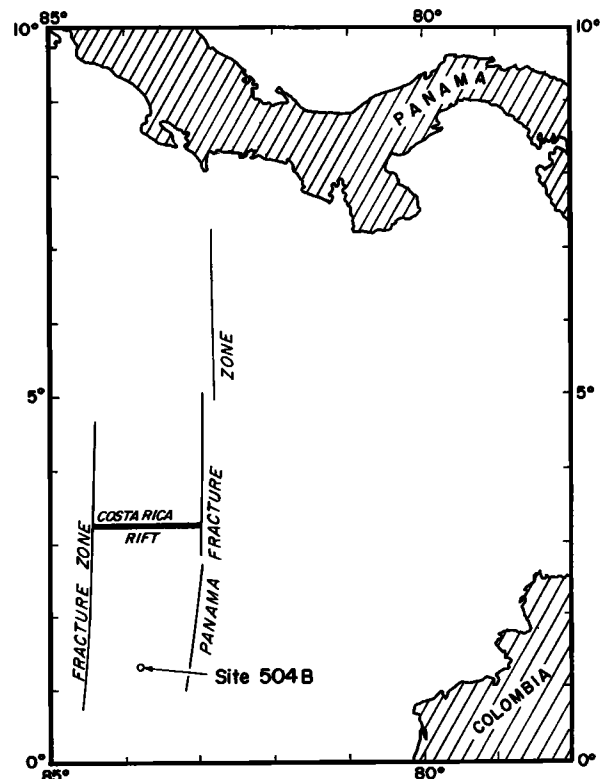 85°
80°
10°
10°
PANAMA
ZONE
5°
5°
COSTA RICA
RIFT
FRACTURE ZONE
PANAMA FRACTURE
Site 504B
COLOMBIA
0°
0°
85°
80°